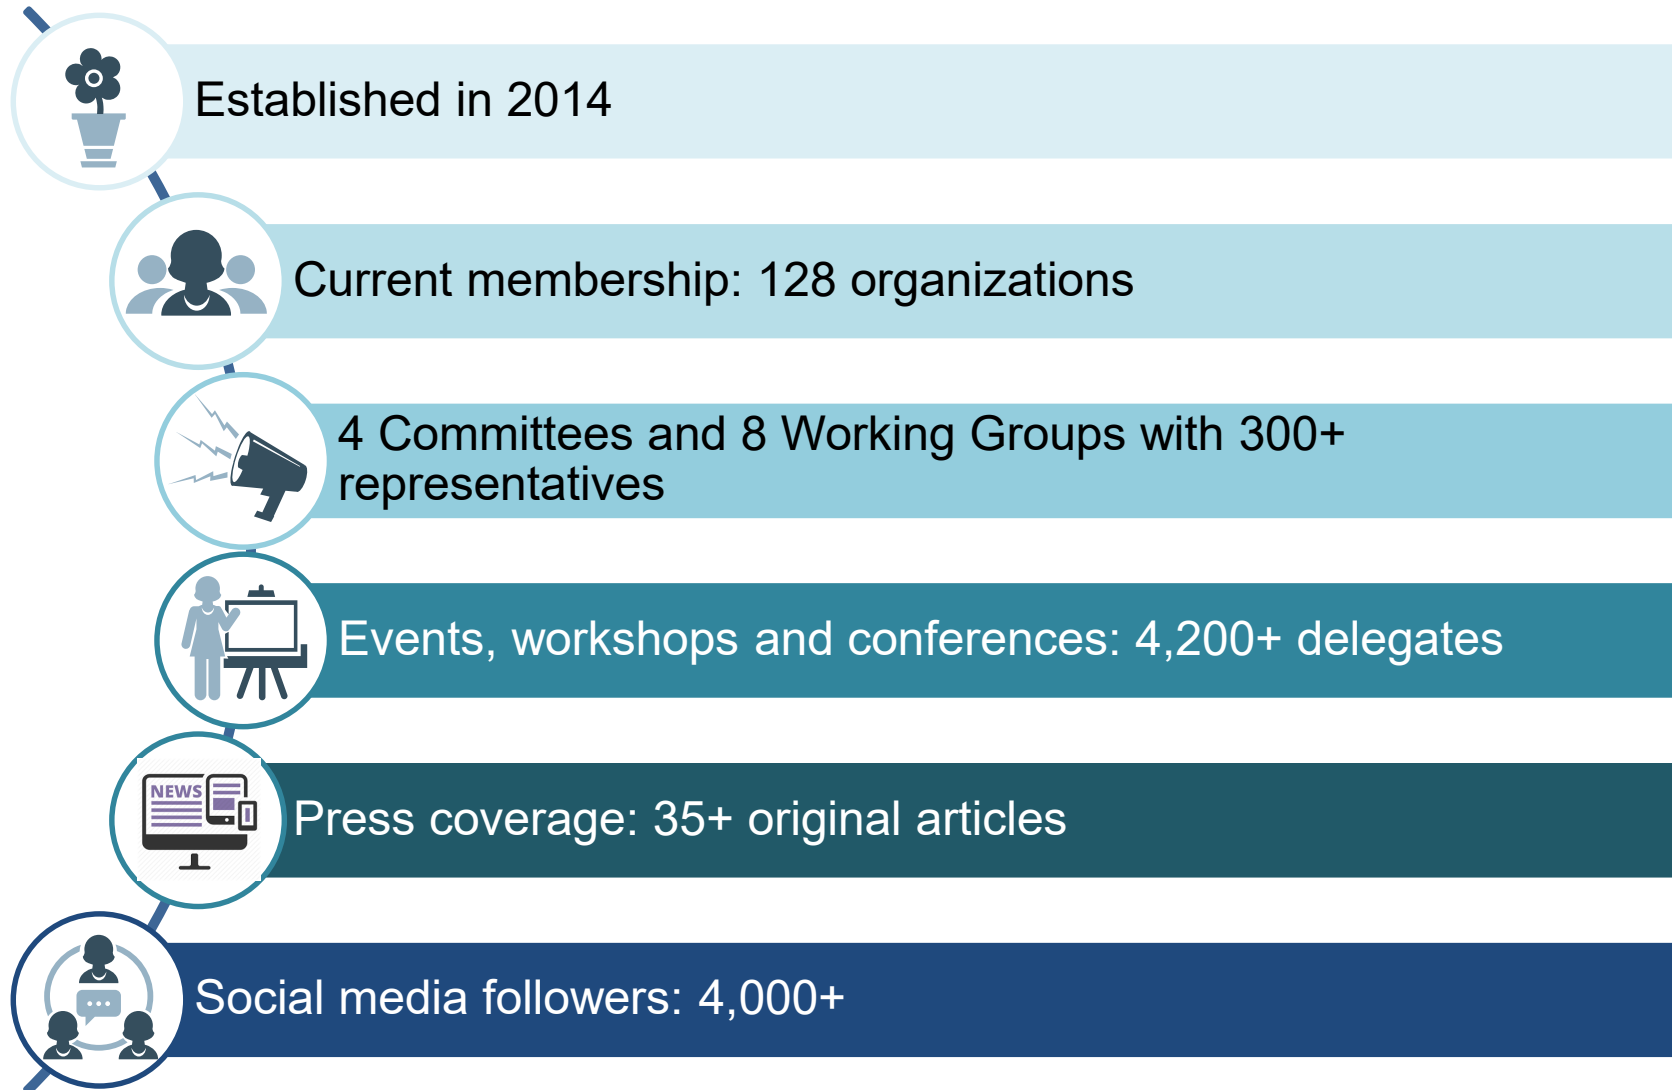 Established in 2014
Current membership: 128 organizations
4 Committees and 8 Working Groups with 300+
representatives
Events, workshops and conferences: 4,200+ delegates
NEWS
Press coverage: 35+ original articles
Social media followers: 4,000+